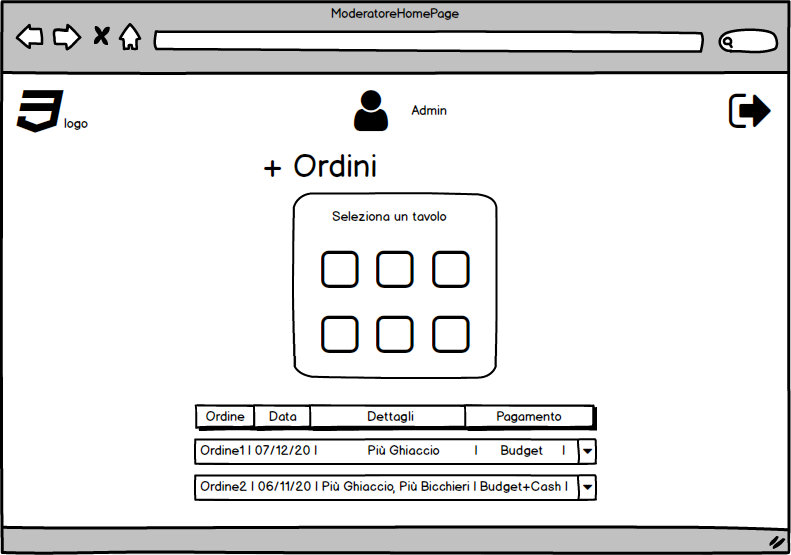 ModeratoreHomePage
logo
Admin
+ Ordini
Seleziona un tavolo
Ordine Data Dettagli Pagamento
Ordine1 | 07/12/20 | Più Ghiaccio | Budget |
Ordine2 | 06/11/20 | Più Ghiaccio, Più Bicchieri | Budget+Cash |